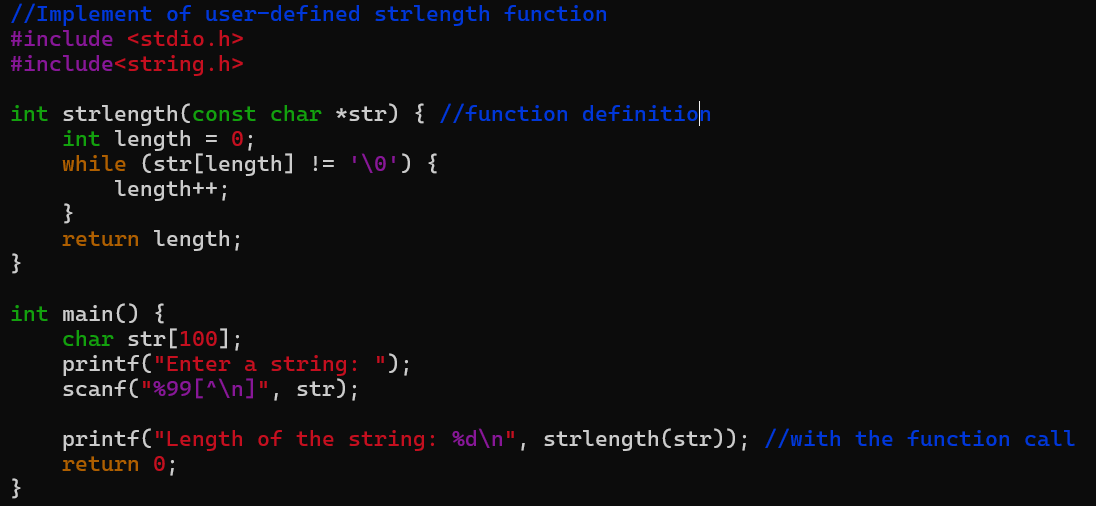 //Implement of user-defined strlength function
#include <stdio.h>
#include<string.h>

int strlength(const char *str) { //function definition
    int length = 0;
    while (str[length] != '\0') {
        length++;
    }
    return length;
}

int main() {
    char str[100];
    printf("Enter a string: ");
    scanf("%99[^\n]", str);

    printf("Length of the string: %d\n", strlength(str)); //with the function call
    return 0;
}